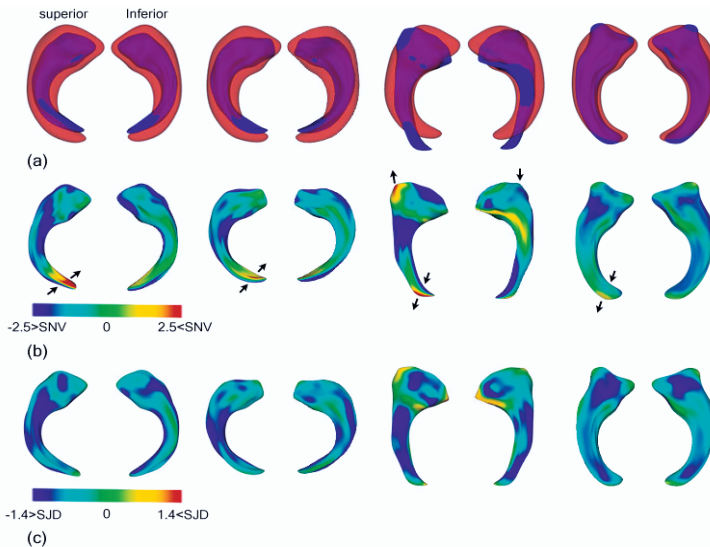 superior Inferior
(a)
-2.5>SNV 0 2.5<SNV
(b)
-1.4>SJD 0 1.4<SJD
(c)